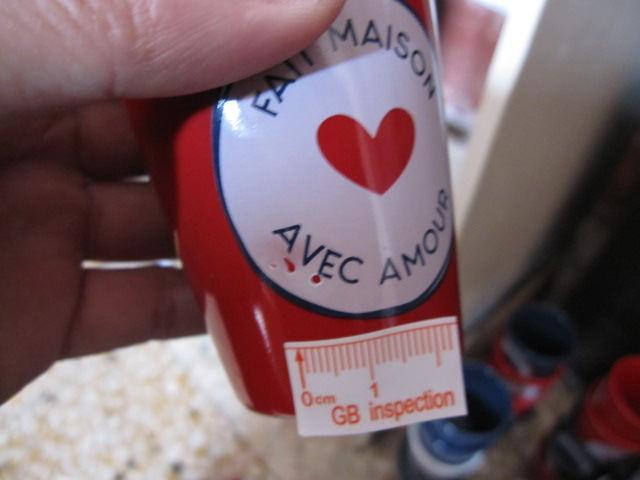 FAIT MAISON
AVEC AMOUR
0cm 1
GB inspection